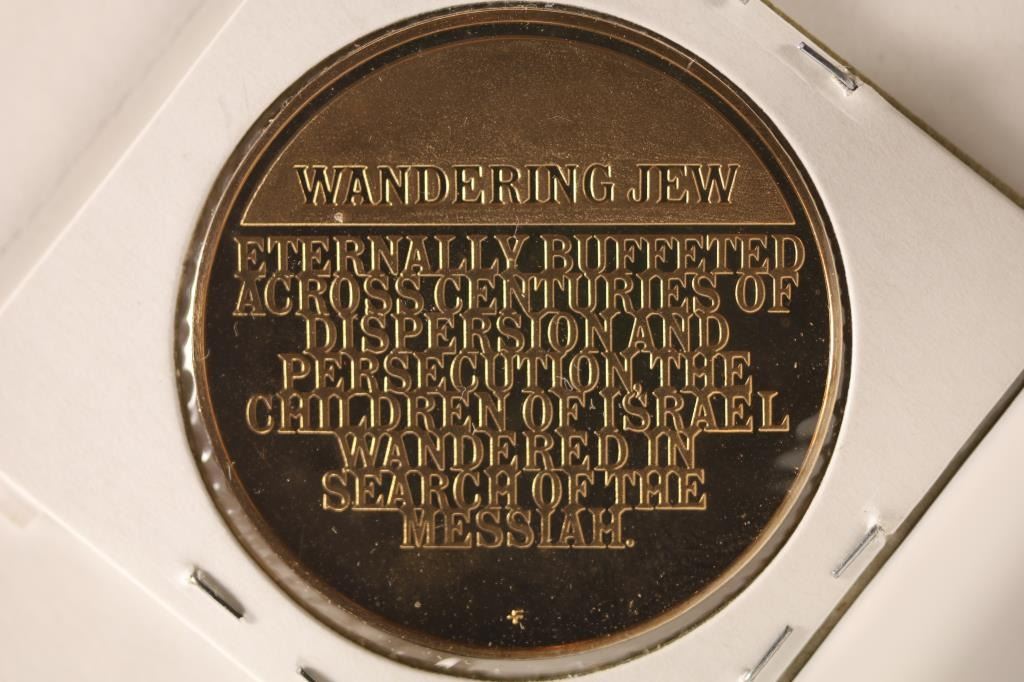 WANDERING JEW
ETERNALLY BUFFETED
ACROSS CENTURIES OF
DISPERSION AND
PERSECUTION, THE
CHILDREN OF ISRAEL
WANDERED IN
SEARCH OF THE
MESSIAH.